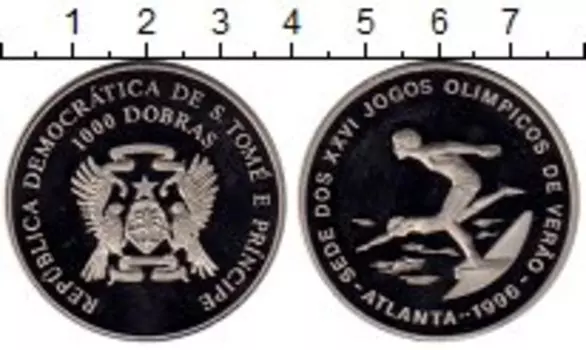 1 2 3 4 5 6 7
REPÚBLICA DEMOCRÁTICA DE S. TOMÉ E PRÍNCIPE
1000 DOBRAS
SEDE DOS XXVI JOGOS OLIMPICOS DE VERÃO
-ATLANTA--1996-